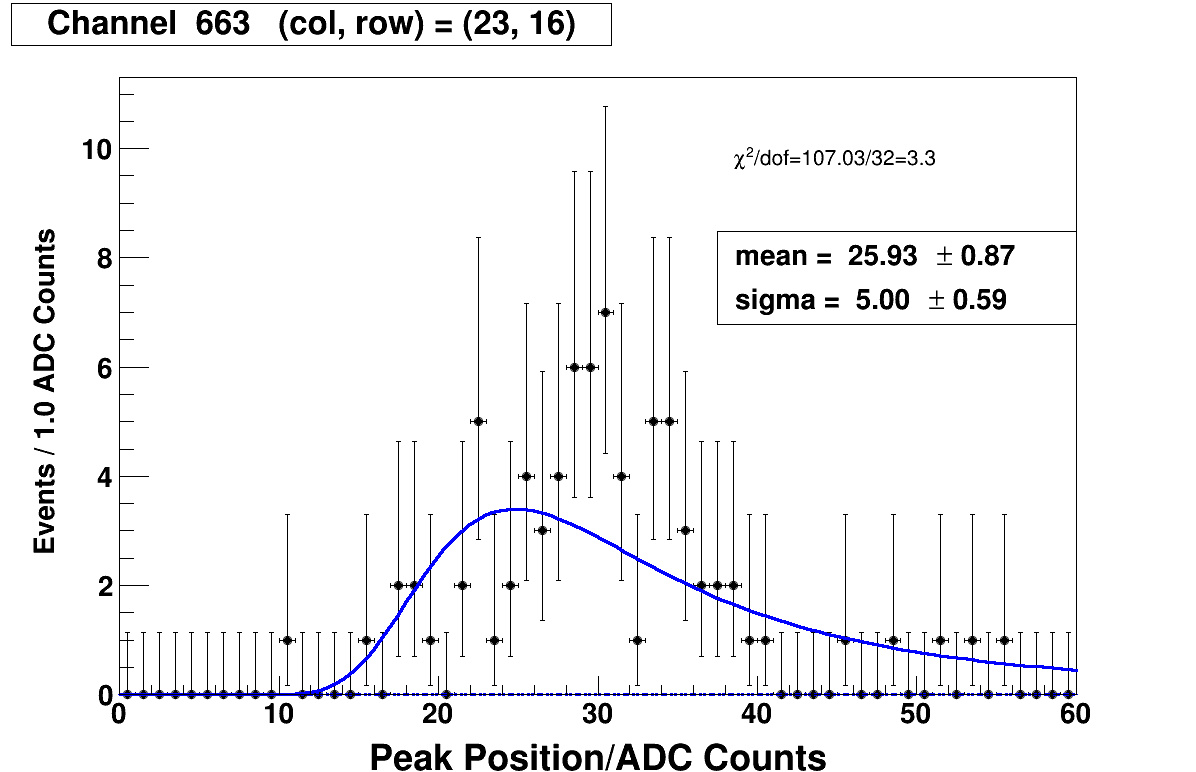 Channel 663 (col, row) = (23, 16)
10
χ²/dof=107.03/32=3.3
8
mean = 25.93 ± 0.87
sigma = 5.00 ± 0.59
6
4
2
0
Events / 1.0 ADC Counts
0 10 20 30 40 50 60
Peak Position/ADC Counts